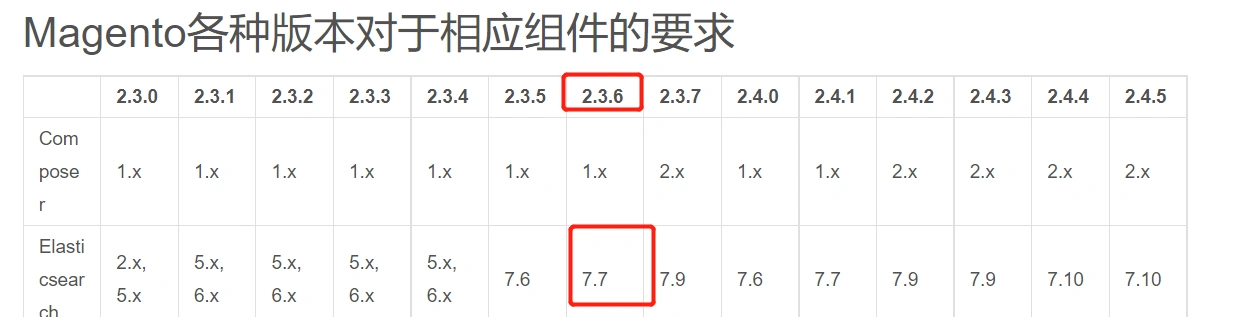 Magento各种版本对于相应组件的要求
2.3.0 2.3.1 2.3.2 2.3.3 2.3.4 2.3.5 2.3.6 2.3.7 2.4.0 2.4.1 2.4.2 2.4.3 2.4.4 2.4.5
Com
pose
r
1.x 1.x 1.x 1.x 1.x 1.x 1.x 2.x 1.x 1.x 2.x 2.x 2.x 2.x
Elasti
csear
ch
2.x, 5.x, 5.x, 5.x, 5.x,
5.x 6.x 6.x 6.x 6.x
7.6 7.7 7.9 7.6 7.7 7.9 7.9 7.10 7.10